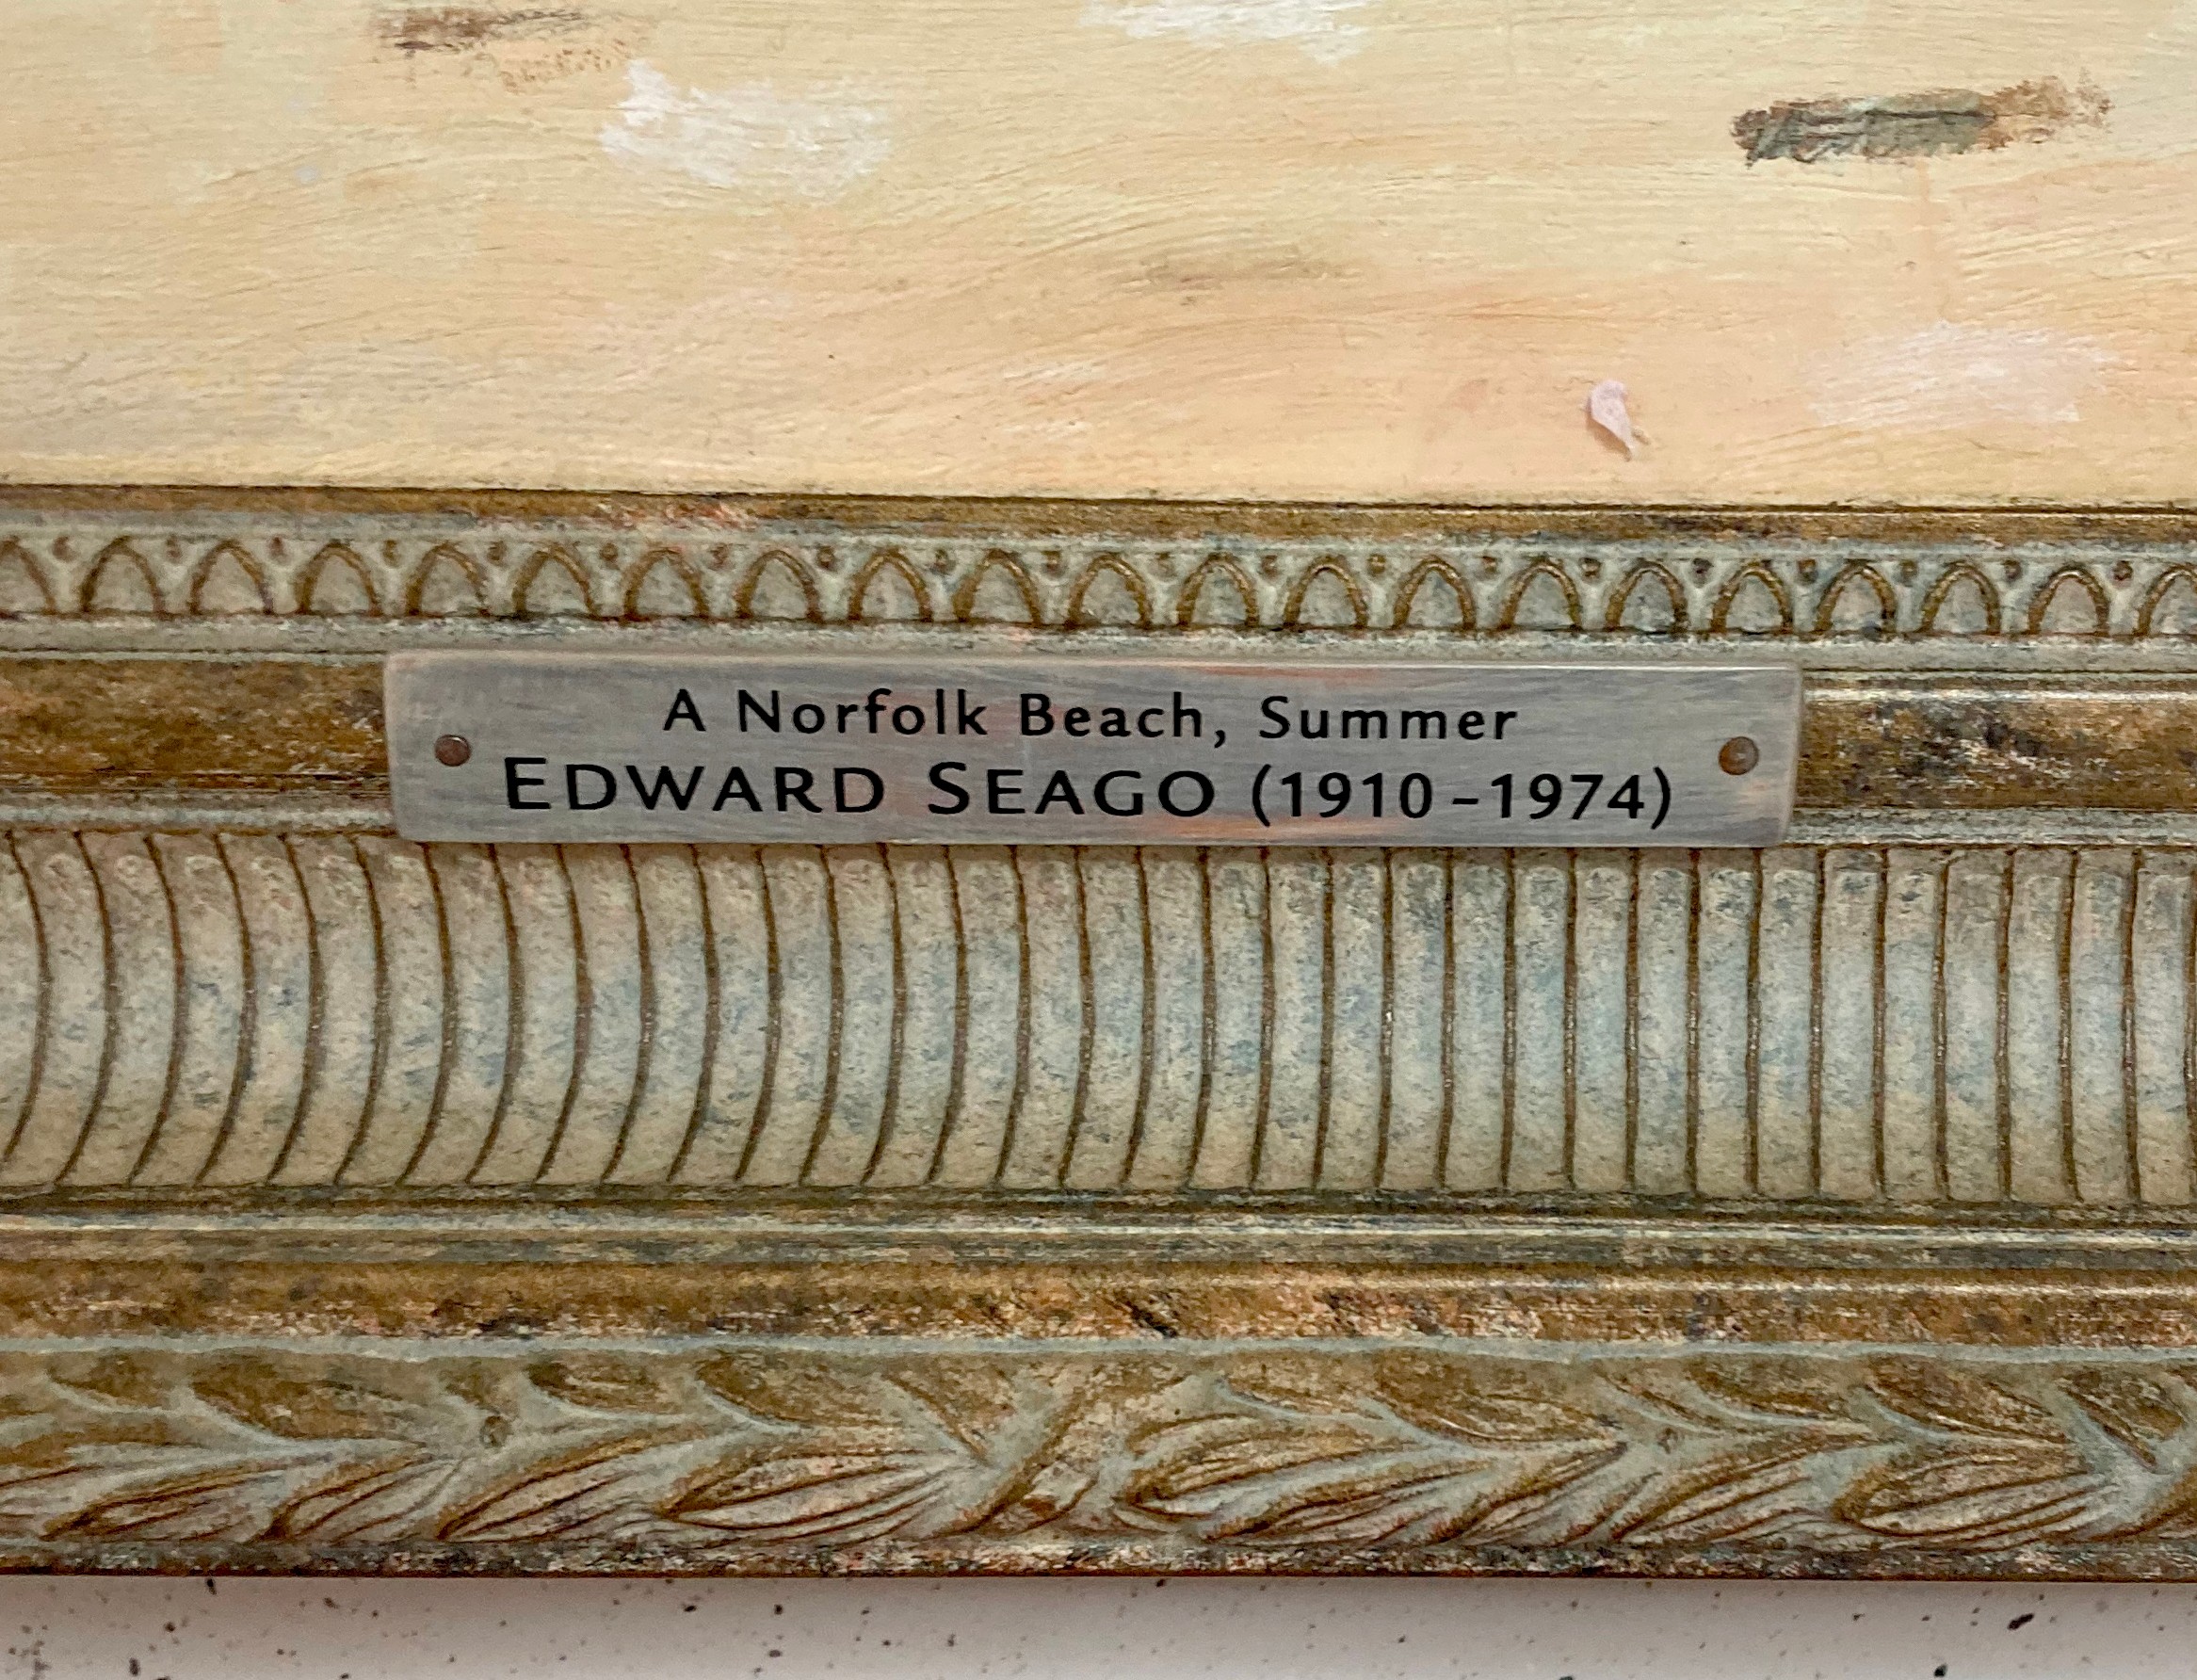 A Norfolk Beach, Summer
EDWARD SEAGO (1910-1974)